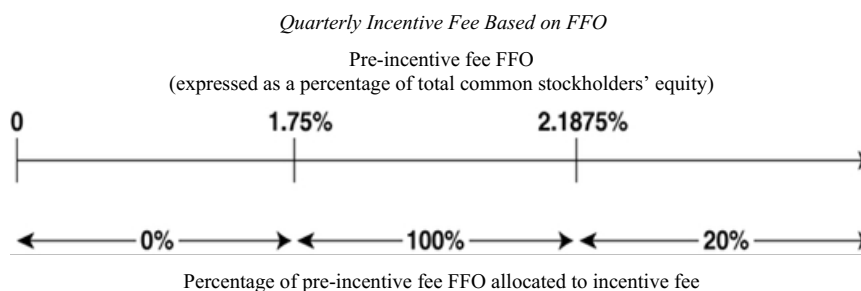 Quarterly Incentive Fee Based on FFO
Pre-incentive fee FFO
(expressed as a percentage of total common stockholders’ equity)
0 1.75% 2.1875%
0% 100% 20%
Percentage of pre-incentive fee FFO allocated to incentive fee